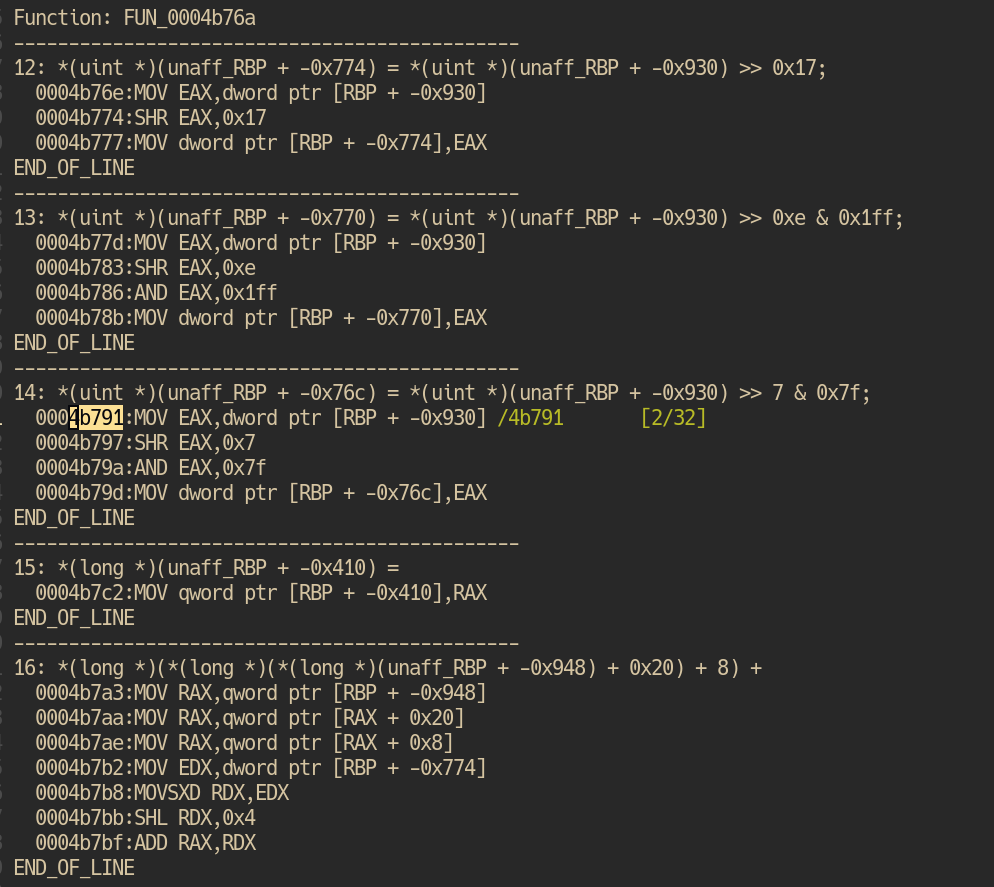 Function: FUN_0004b76a
----------------------------------------------
12: *(uint *)(unaff_RBP + -0x774) = *(uint *)(unaff_RBP + -0x930) >> 0x17;
  0004b76e:MOV EAX,dword ptr [RBP + -0x930]
  0004b774:SHR EAX,0x17
  0004b777:MOV dword ptr [RBP + -0x774],EAX
END_OF_LINE
----------------------------------------------
13: *(uint *)(unaff_RBP + -0x770) = *(uint *)(unaff_RBP + -0x930) >> 0xe & 0x1ff;
  0004b77d:MOV EAX,dword ptr [RBP + -0x930]
  0004b783:SHR EAX,0xe
  0004b786:AND EAX,0x1ff
  0004b78b:MOV dword ptr [RBP + -0x770],EAX
END_OF_LINE
----------------------------------------------
14: *(uint *)(unaff_RBP + -0x76c) = *(uint *)(unaff_RBP + -0x930) >> 7 & 0x7f;
  0004b791:MOV EAX,dword ptr [RBP + -0x930] /4b791       [2/32]
  0004b797:SHR EAX,0x7
  0004b79a:AND EAX,0x7f
  0004b79d:MOV dword ptr [RBP + -0x76c],EAX
END_OF_LINE
----------------------------------------------
15: *(long *)(unaff_RBP + -0x410) =
  0004b7c2:MOV qword ptr [RBP + -0x410],RAX
END_OF_LINE
----------------------------------------------
16: *(long *)(*(long *)(*(long *)(unaff_RBP + -0x948) + 0x20) + 8) +
  0004b7a3:MOV RAX,qword ptr [RBP + -0x948]
  0004b7aa:MOV RAX,qword ptr [RAX + 0x20]
  0004b7ae:MOV RAX,qword ptr [RAX + 0x8]
  0004b7b2:MOV EDX,dword ptr [RBP + -0x774]
  0004b7b8:MOVSXD RDX,EDX
  0004b7bb:SHL RDX,0x4
  0004b7bf:ADD RAX,RDX
END_OF_LINE